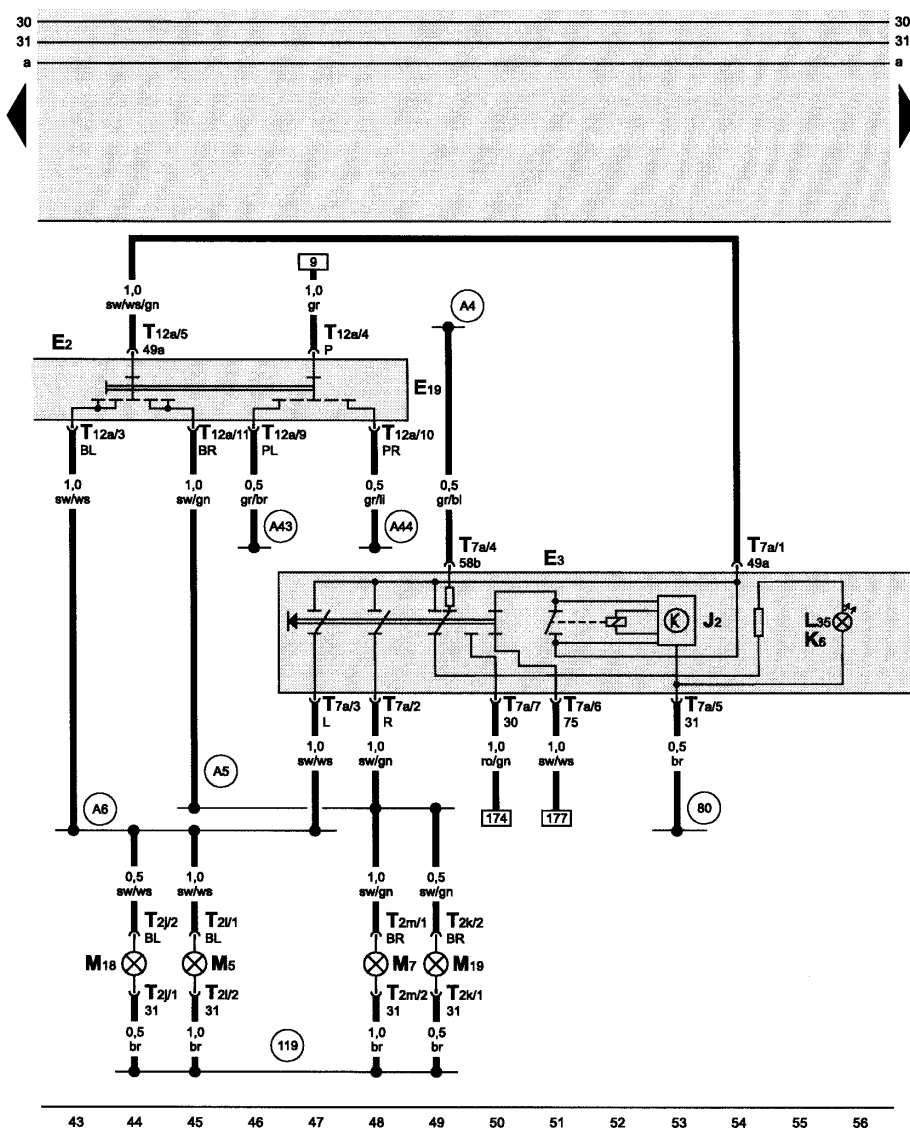 30 30
31 31
a a
9
1,0 1,0
sw/ws/gn gr
A4
T12a/5 T12a/4
E2 49a P
E19
T12a/3 T12a/11 T12a/9 T12a/10
BL BR PL PR
1,0 1,0 0,5 0,5 0,5
sw/ws sw/gn gr/br gr/li gr/bl
A43 A44
T7a/4 E3 T7a/1
58b 49a
K J2 L35
K6
T7a/3 T7a/2 T7a/7 T7a/6 T7a/5
L R 30 75 31
1,0 1,0 1,0 1,0 0,5
sw/ws sw/gn ro/gn sw/ws br
A5
A6 174 177 80
0,5 1,0 1,0 0,5
sw/ws sw/ws sw/gn sw/gn
T2j/2 T2l/1 T2m/1 T2k/2
BL BL BR BR
M18 M5 M7 M19
T2j/1 T2l/2 T2m/2 T2k/1
31 31 31 31
0,5 1,0 119 1,0 0,5
br br br br
43 44 45 46 47 48 49 50 51 52 53 54 55 56